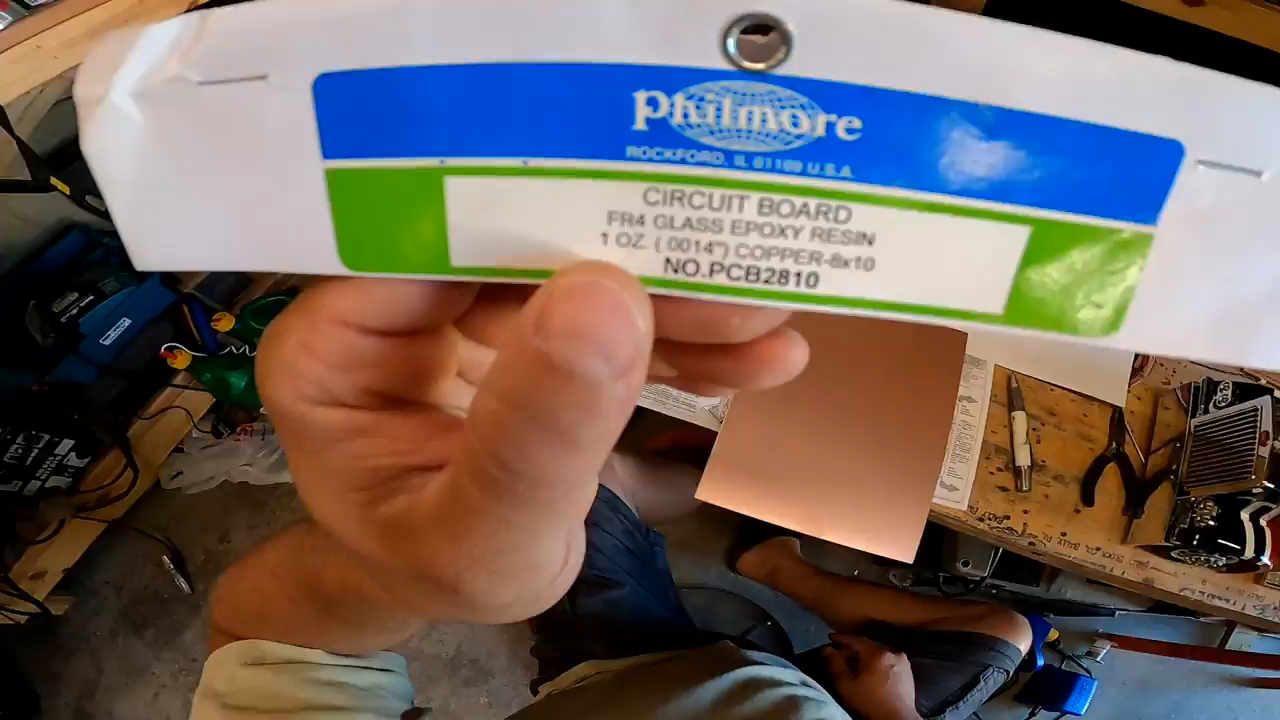 Philmore
ROCKFORD, IL 61109 U.S.A.
CIRCUIT BOARD
FR4 GLASS EPOXY RESIN
1 OZ. (.0014") COPPER-8x10
NO.PCB2810